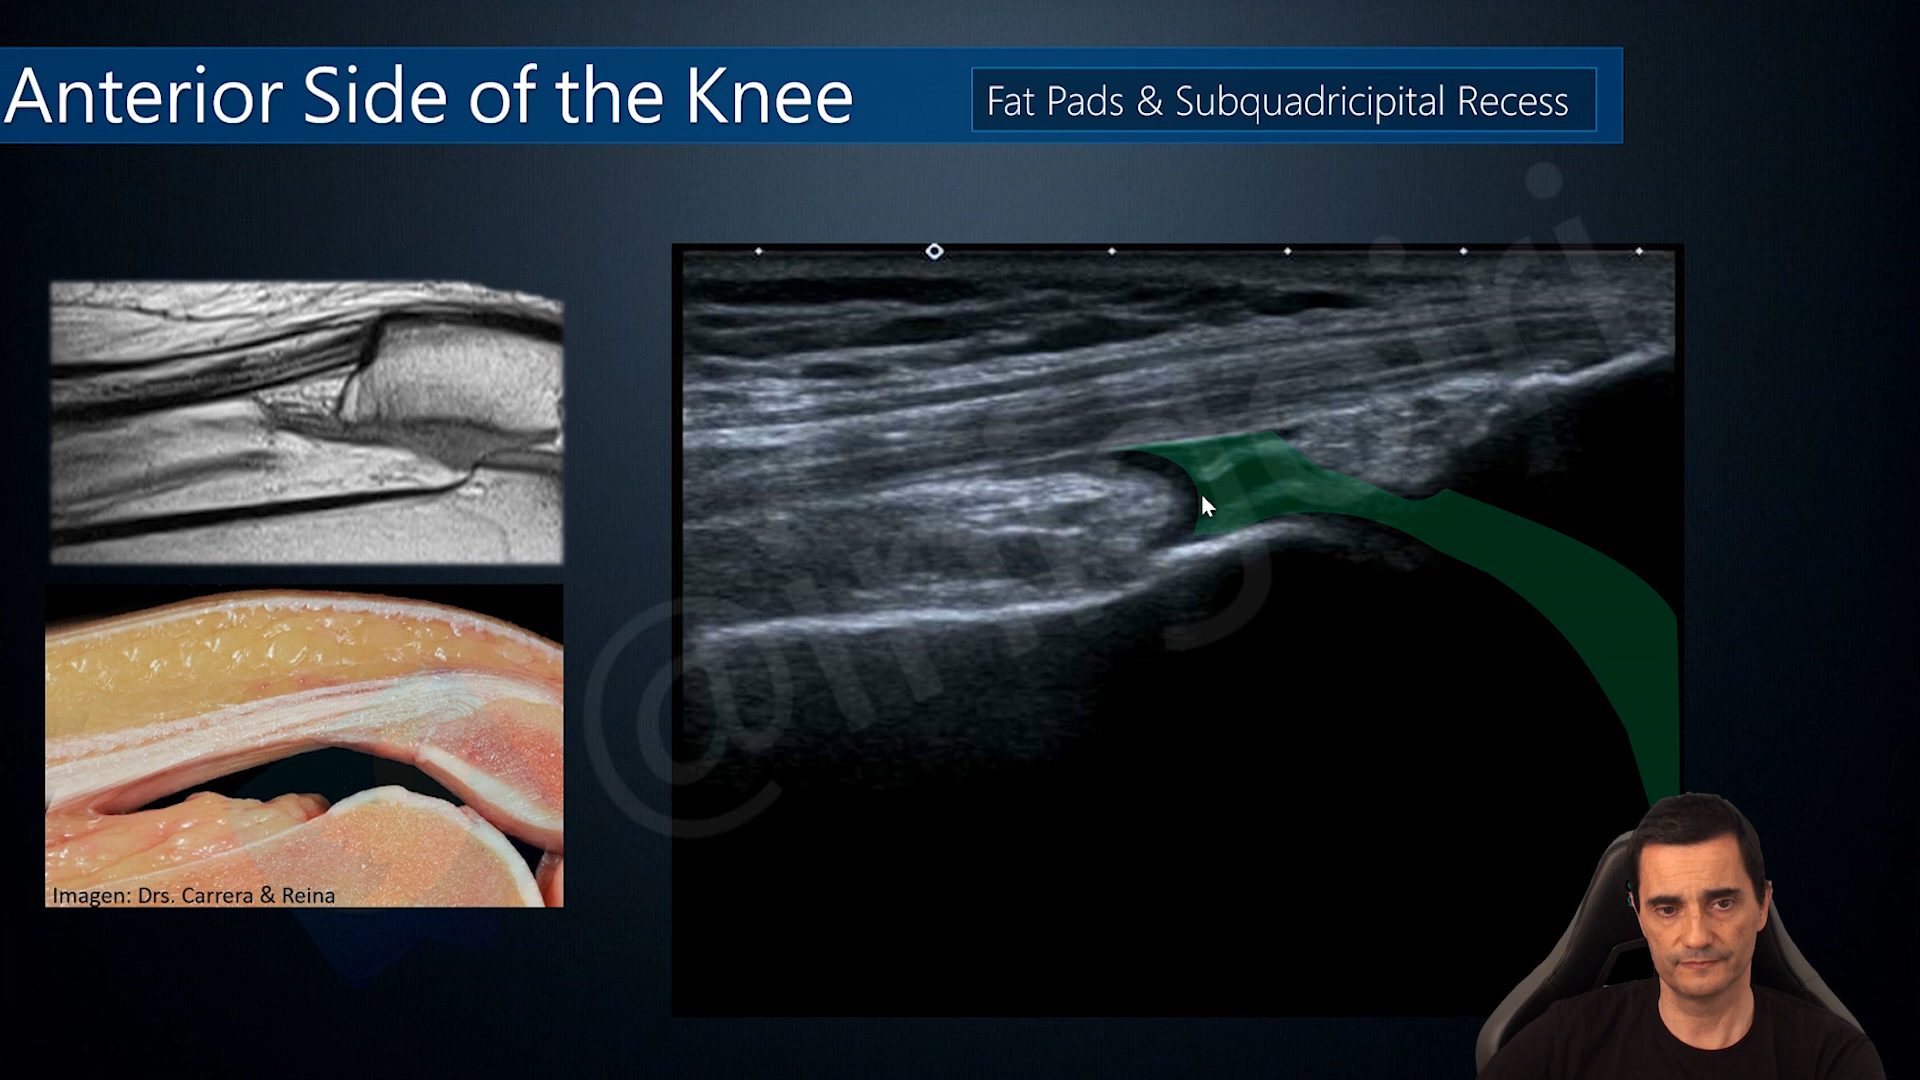 Anterior Side of the Knee
Fat Pads & Subquadricipital Recess
Imagen: Drs. Carrera & Reina